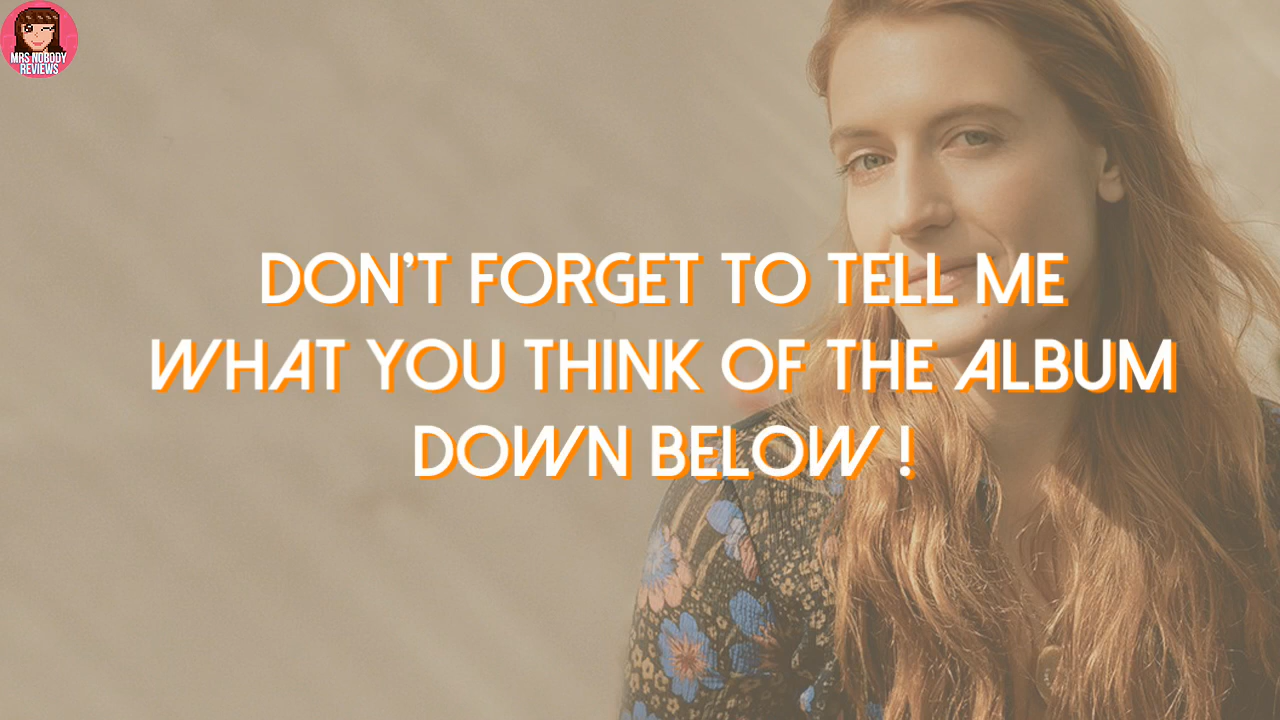 MRS NOBODY
REVIEWS
DON'T FORGET TO TELL ME
WHAT YOU THINK OF THE ALBUM
DOWN BELOW !